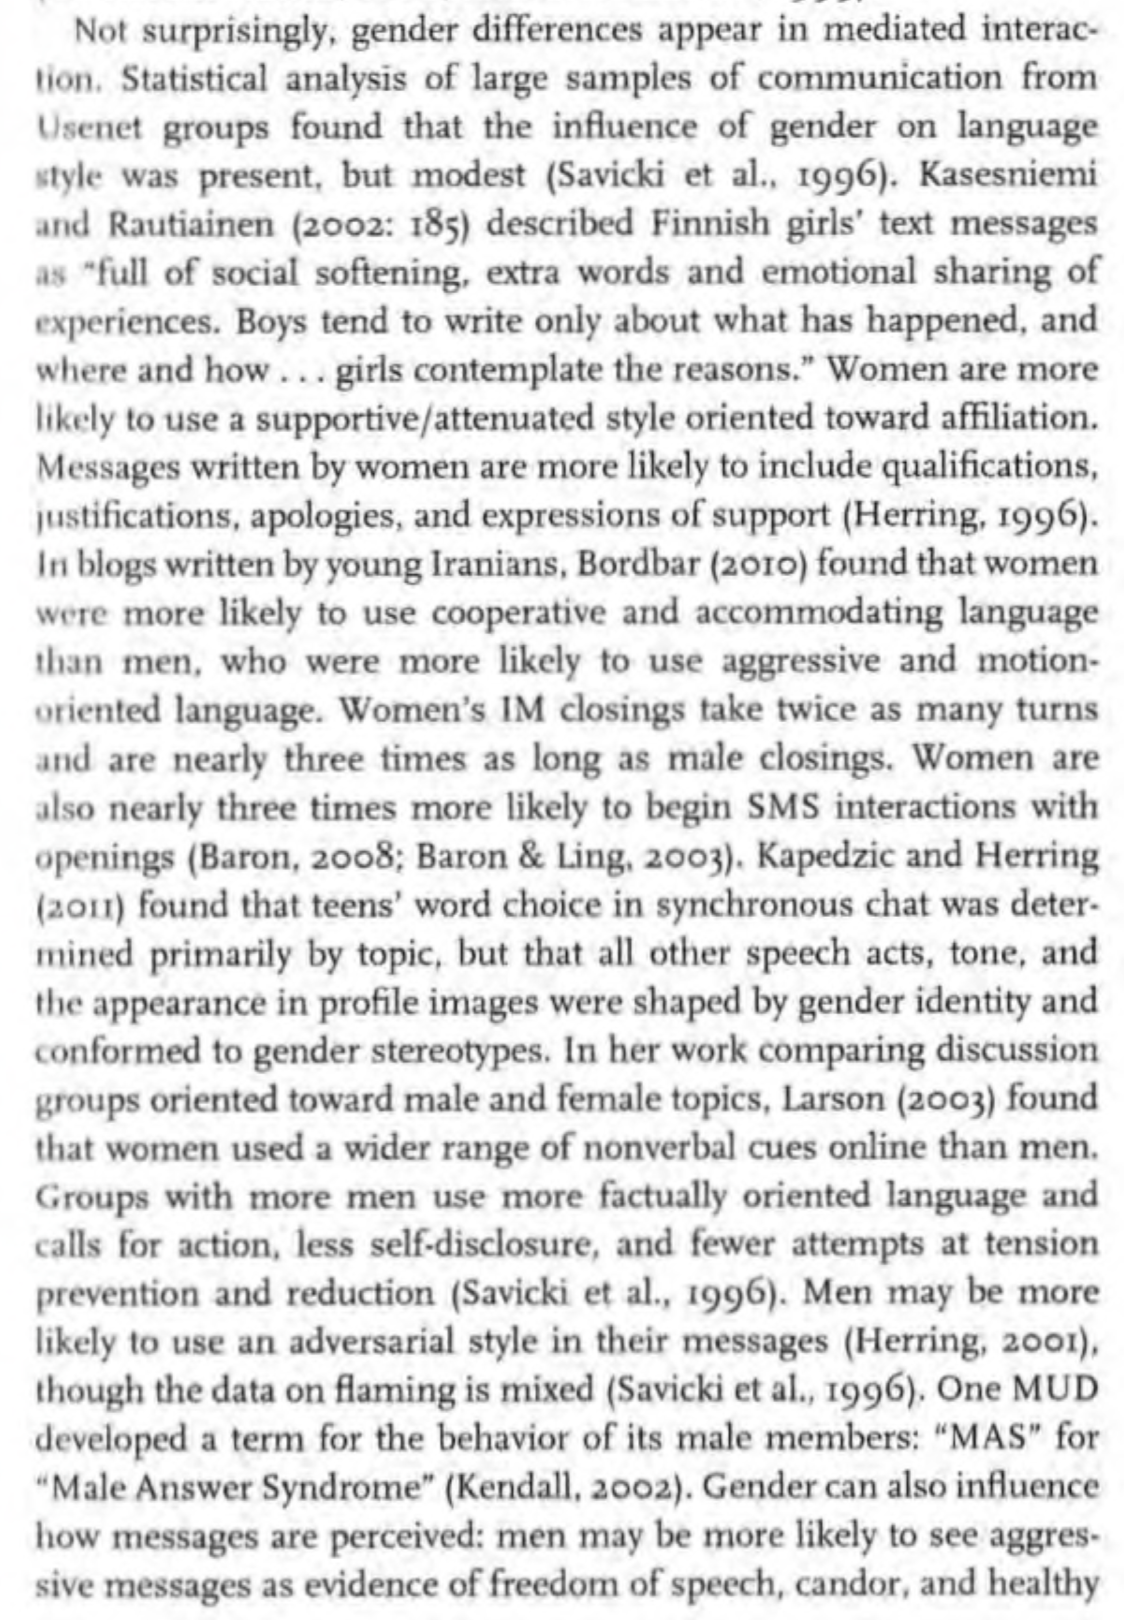 Not surprisingly, gender differences appear in mediated interac-
tion. Statistical analysis of large samples of communication from
Usenet groups found that the influence of gender on language
style was present, but modest (Savicki et al., 1996). Kasesniemi
and Rautiainen (2002: 185) described Finnish girls' text messages
as "full of social softening, extra words and emotional sharing of
experiences. Boys tend to write only about what has happened, and
where and how . . . girls contemplate the reasons." Women are more
likely to use a supportive/attenuated style oriented toward affiliation.
Messages written by women are more likely to include qualifications,
justifications, apologies, and expressions of support (Herring, 1996).
In blogs written by young Iranians, Bordbar (2010) found that women
were more likely to use cooperative and accommodating language
than men, who were more likely to use aggressive and motion-
oriented language. Women's IM closings take twice as many turns
and are nearly three times as long as male closings. Women are
also nearly three times more likely to begin SMS interactions with
openings (Baron, 2008; Baron & Ling, 2003). Kapedzic and Herring
(2011) found that teens' word choice in synchronous chat was deter-
mined primarily by topic, but that all other speech acts, tone, and
the appearance in profile images were shaped by gender identity and
conformed to gender stereotypes. In her work comparing discussion
groups oriented toward male and female topics, Larson (2003) found
that women used a wider range of nonverbal cues online than men.
Groups with more men use more factually oriented language and
calls for action, less self-disclosure, and fewer attempts at tension
prevention and reduction (Savicki et al., 1996). Men may be more
likely to use an adversarial style in their messages (Herring, 2001),
though the data on flaming is mixed (Savicki et al., 1996). One MUD
developed a term for the behavior of its male members: "MAS" for
"Male Answer Syndrome" (Kendall, 2002). Gender can also influence
how messages are perceived: men may be more likely to see aggres-
sive messages as evidence of freedom of speech, candor, and healthy